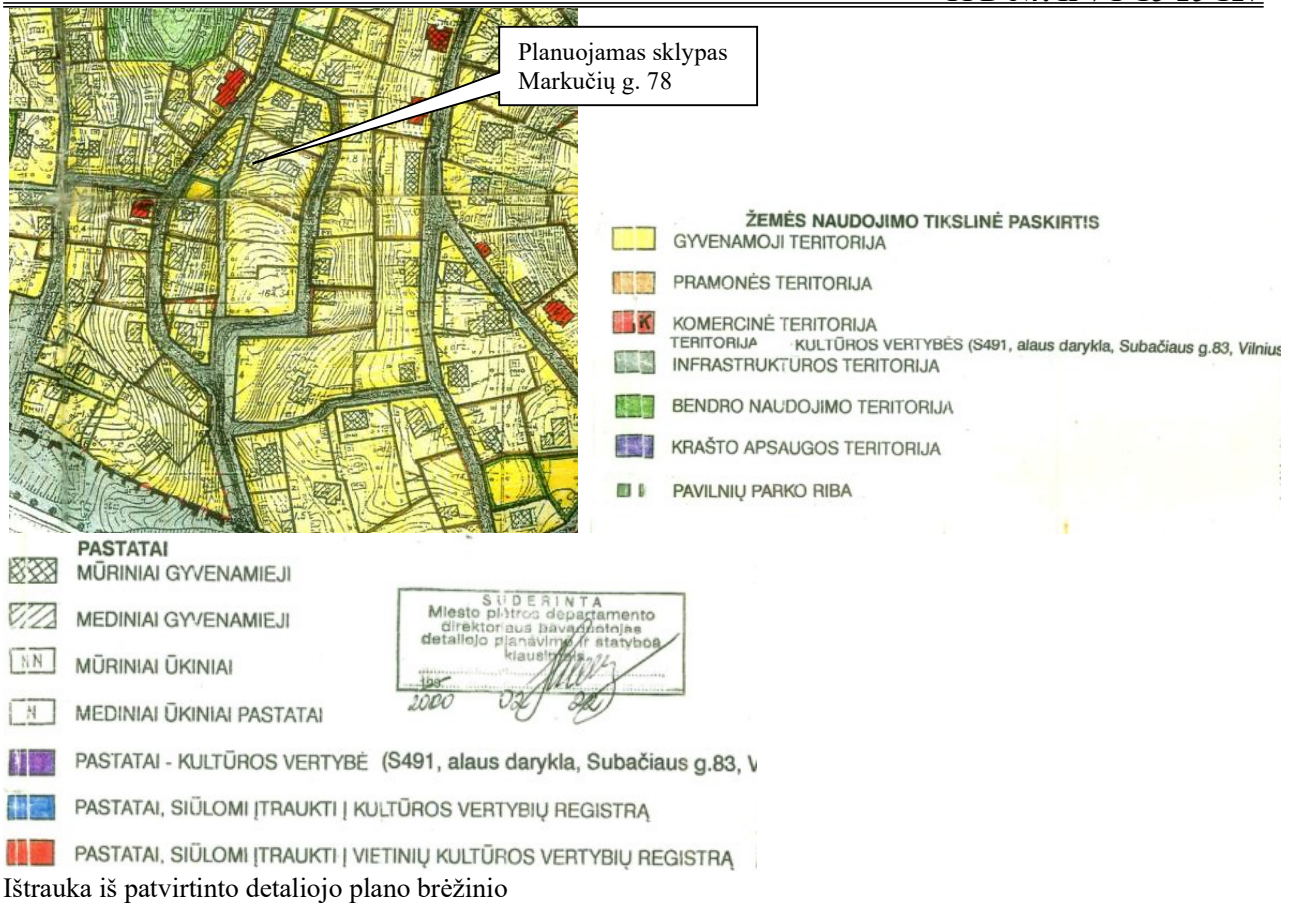 Planuojamas sklypas
Markučių g. 78
ŽEMĖS NAUDOJIMO TIKSLINĖ PASKIRTIS
GYVENAMOJI TERITORIJA
PRAMONĖS TERITORIJA
K KOMERCINĖ TERITORIJA
TERITORIJA KULTŪROS VERTYBĖS (S491, alaus darykla, Subačiaus g.83, Vilnius
INFRASTRUKTŪROS TERITORIJA
BENDRO NAUDOJIMO TERITORIJA
KRAŠTO APSAUGOS TERITORIJA
PAVILNIŲ PARKO RIBA
PASTATAI
MŪRINIAI GYVENAMIEJI
MEDINIAI GYVENAMIEJI
NN MŪRINIAI ŪKINIAI
N MEDINIAI ŪKINIAI PASTATAI
PASTATAI - KULTŪROS VERTYBĖ (S491, alaus darykla, Subačiaus g.83, V
PASTATAI, SIŪLOMI ĮTRAUKTI Į KULTŪROS VERTYBIŲ REGISTRĄ
PASTATAI, SIŪLOMI ĮTRAUKTI Į VIETINIŲ KULTŪROS VERTYBIŲ REGISTRĄ
SUDERINTA
Miesto plėtros departamento
direktoriaus pavaduotojas
detaliojo planavimo ir statybos
klausimais
2000 02
Ištrauka iš patvirtinto detaliojo plano brėžinio